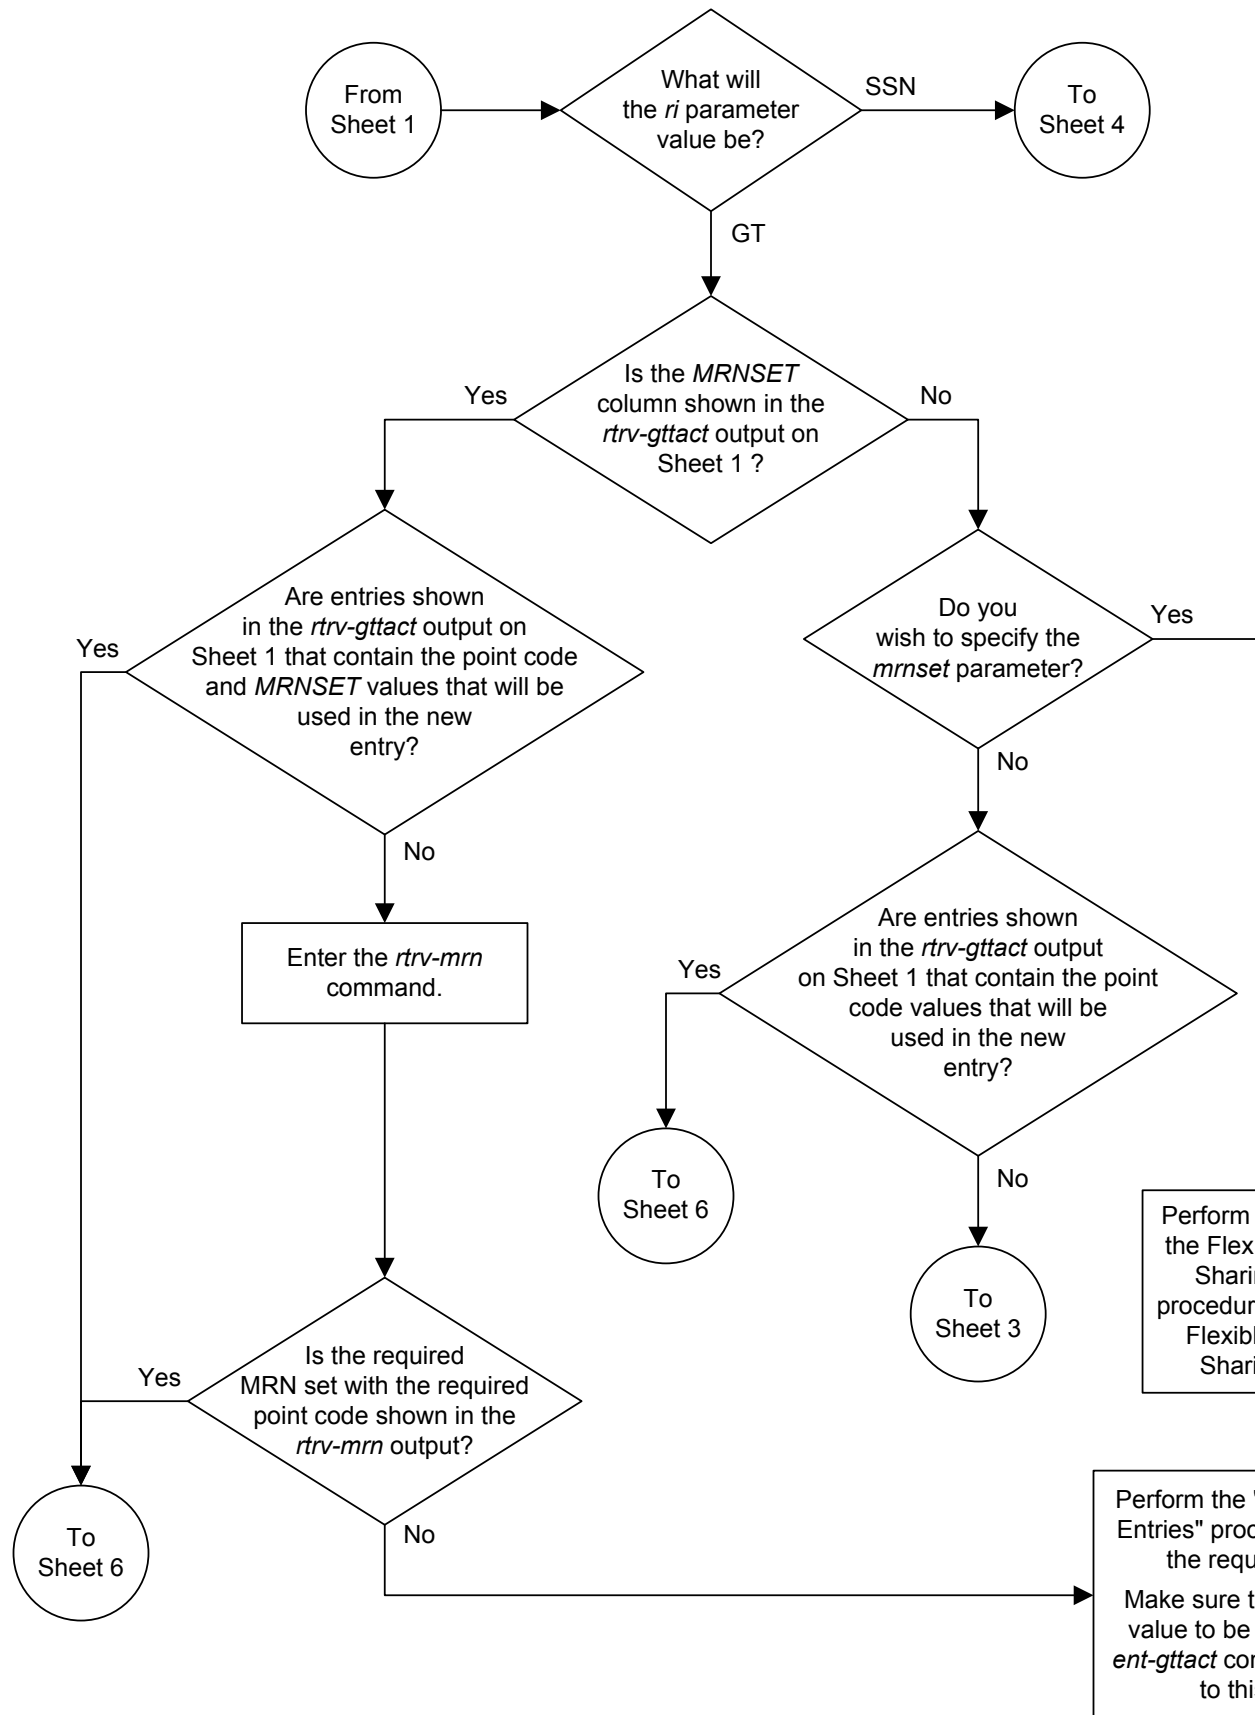 From
Sheet 1
What will
the ri parameter
value be?
SSN
To
Sheet 4
GT
Is the MRNSET
column shown in the
rtrv-gttact output on
Sheet 1 ?
Yes
No
Are entries shown
in the rtrv-gttact output on
Sheet 1 that contain the point code
and MRNSET values that will be
used in the new
entry?
Yes
No
Do you
wish to specify the
mrnset parameter?
Yes
No
Enter the rtrv-mrn
command.
Are entries shown
in the rtrv-gttact output
on Sheet 1 that contain the point
code values that will be
used in the new
entry?
Yes
No
To
Sheet 6
To
Sheet 3
Perform
the Flex
Shari
procedur
Flexib
Shari
Is the required
MRN set with the required
point code shown in the
rtrv-mrn output?
Yes
No
To
Sheet 6
Perform the "
Entries" proc
the requ
Make sure t
value to be
ent-gttact co
to thi